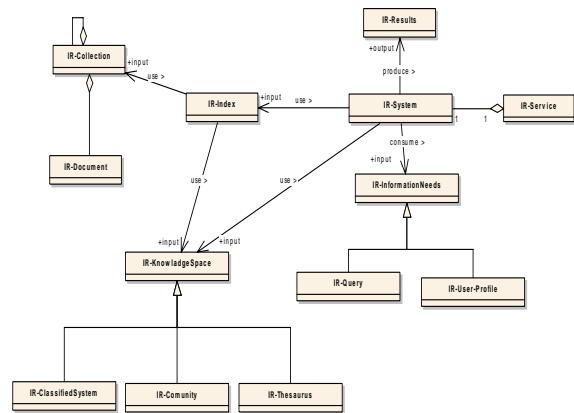 IR-Results
IR-Collection
+input
+output
use >
produce >
IR-Index
+input
use >
IR-System
1
1
IR-Service
consume >
IR-Document
use >
use >
+input
IR-InformationNeeds
+input
+input
IR-KnowladgeSpace
IR-Query
IR-User-Profile
IR-ClassifiedSystem
IR-Comunity
IR-Thesaurus